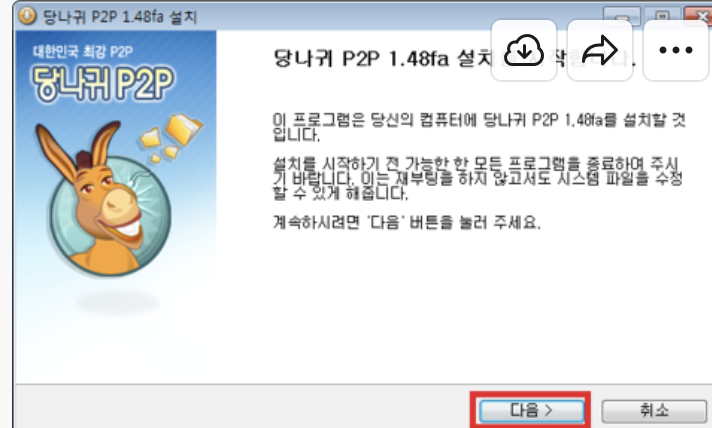 당나귀 P2P 1.48fa 설치
대한민국 최강 P2P
당나귀 P2P
당나귀 P2P 1.48fa 설치
이 프로그램은 당신의 컴퓨터에 당나귀 P2P 1.48fa를 설치할 것
입니다.
설치를 시작하기 전 가능한 한 모든 프로그램을 종료하여 주시
기 바랍니다. 이는 재부팅을 하지 않고서도 시스템 파일을 수정
할 수 있게 해줍니다.
계속하시려면 '다음' 버튼을 눌러 주세요.
다음 >
취소